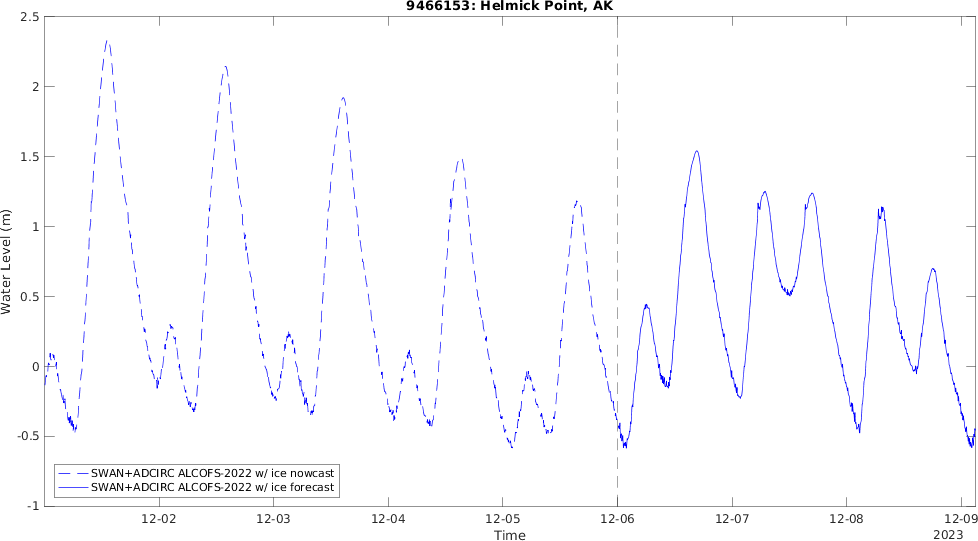 9466153: Helmick Point, AK
2.5
2
1.5
1
0.5
0
-0.5
-1
Water Level (m)
SWAN+ADCIRC ALCOFS-2022 w/ ice nowcast
SWAN+ADCIRC ALCOFS-2022 w/ ice forecast
12-02 12-03 12-04 12-05 12-06 12-07 12-08 12-09
Time
2023